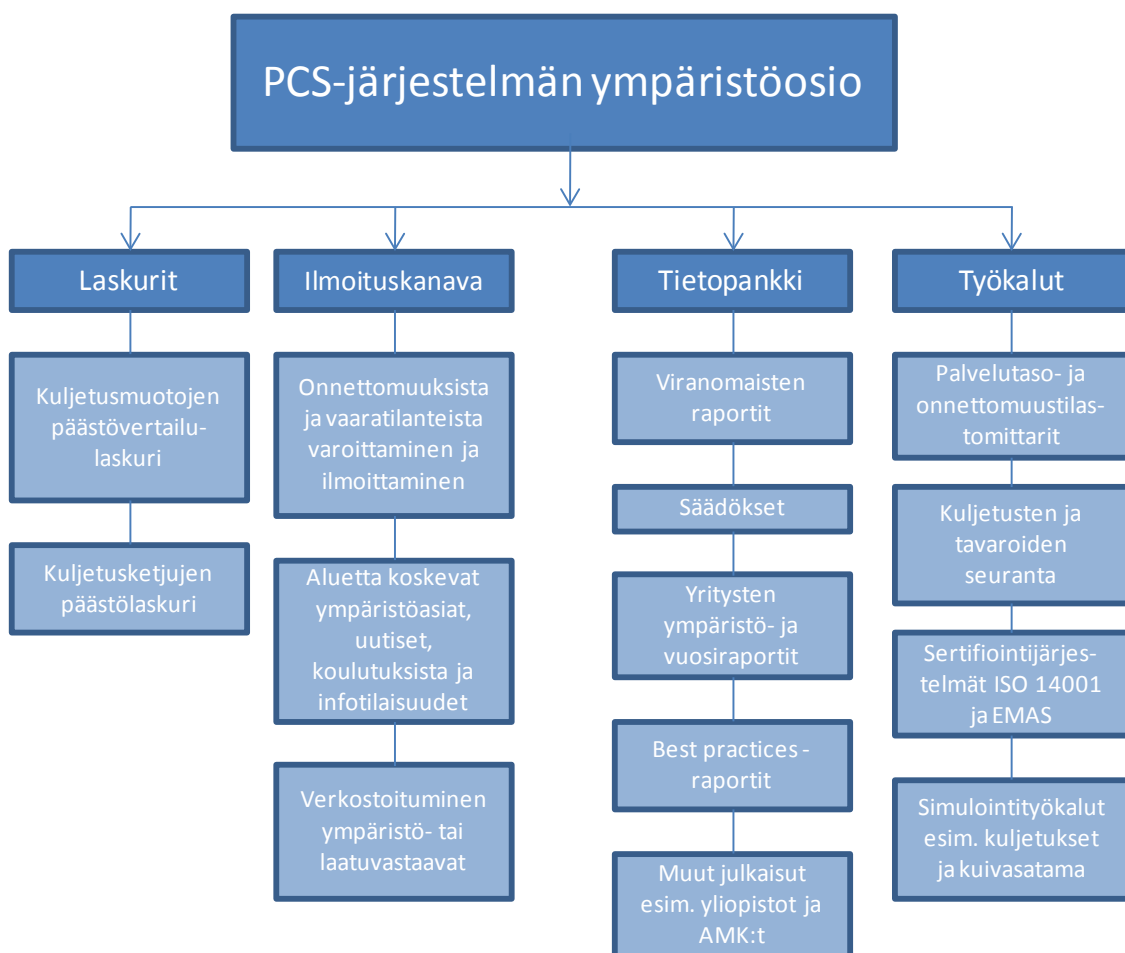 PCS-järjestelmän ympäristöosio
Laskurit
Kuljetusmuotojen
päästövertailu-
laskuri
Kuljetusketjujen
päästölaskuri
Ilmoituskanava
Onnettomuuksista
ja vaaratilanteista
varoittaminen ja
ilmoittaminen
Aluetta koskevat
ympäristöasiat,
uutiset,
koulutuksista ja
infotilaisuudet
Verkostoituminen
ympäristö- tai
laatuvastaavat
Tietopankki
Viranomaisten
raportit
Säädökset
Yritysten
ympäristö- ja
vuosiraportit
Best practices -
raportit
Muut julkaisut
esim. yliopistot ja
AMK:t
Työkalut
Palvelutaso- ja
onnettomuustilas-
tomittarit
Kuljetusten ja
tavaroiden
seuranta
Sertifiointijärjes-
telmät ISO 14001
ja EMAS
Simulointityökalut
esim. kuljetukset
ja kuivasatama